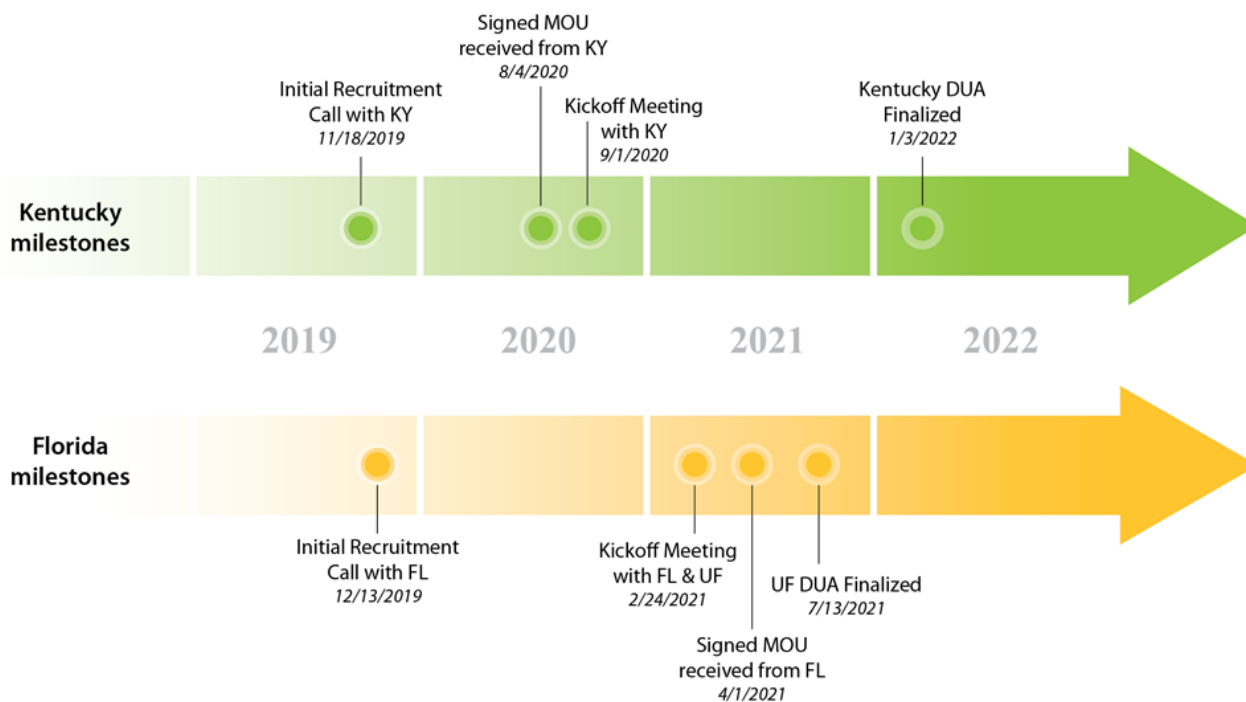 Signed MOU
received from KY
8/4/2020
Initial Recruitment
Call with KY
11/18/2019
Kickoff Meeting
with KY
9/1/2020
Kentucky DUA
Finalized
1/3/2022
Kentucky
milestones
2019
2020
2021
2022
Florida
milestones
Initial Recruitment
Call with FL
12/13/2019
Kickoff Meeting
with FL & UF
2/24/2021
Signed MOU
received from FL
4/1/2021
UF DUA Finalized
7/13/2021